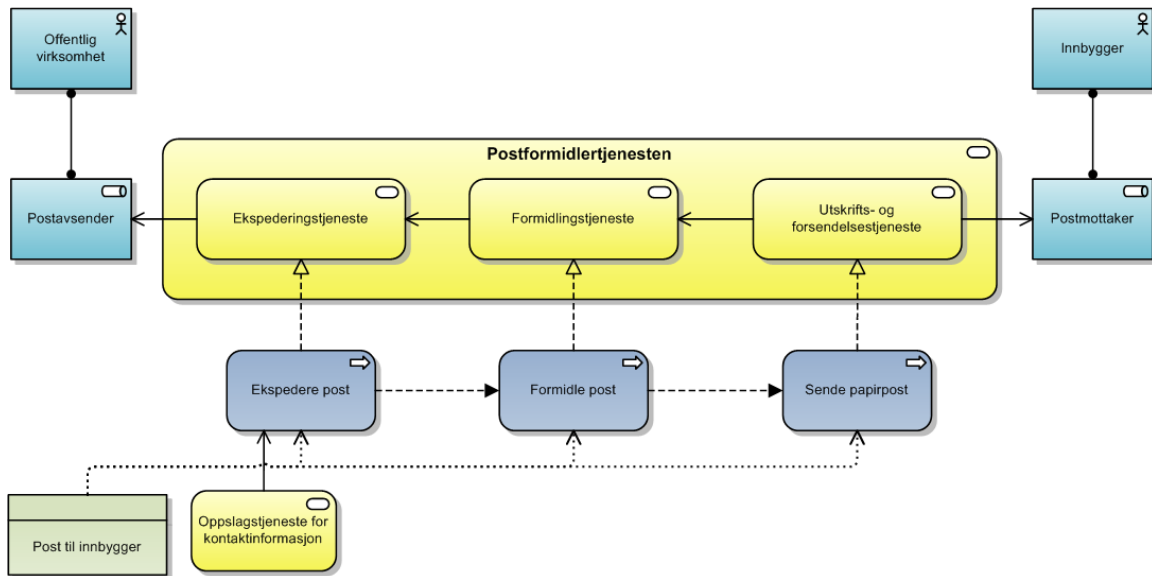 Offentlig
virksomhet
Innbygger
Postformidlertjenesten
Postavsender
Ekspederingstjeneste
Formidlingstjeneste
Utskrifts- og
forsendelsestjeneste
Postmottaker
Ekspedere post
Formidle post
Sende papirpost
Post til innbygger
Oppslagstjeneste for
kontaktinformasjon